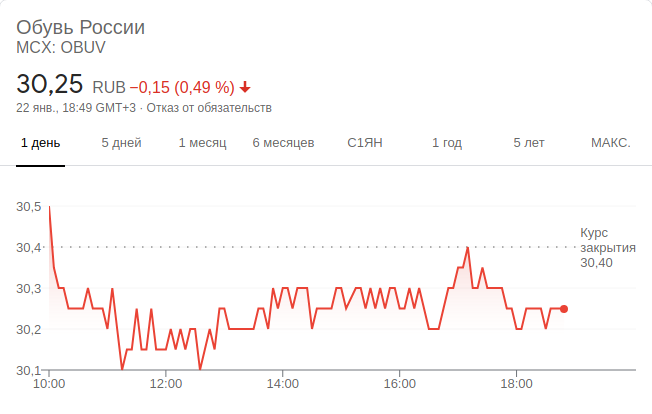 Обувь России
MCX: OBUV
30,25 RUB −0,15 (0,49 %)
22 янв., 18:49 GMT+3 · Отказ от обязательств
1 день 5 дней 1 месяц 6 месяцев С1ЯН 1 год 5 лет МАКС.
30,5
30,4
30,3
30,2
30,1
Курс
закрытия
30,40
10:00 12:00 14:00 16:00 18:00